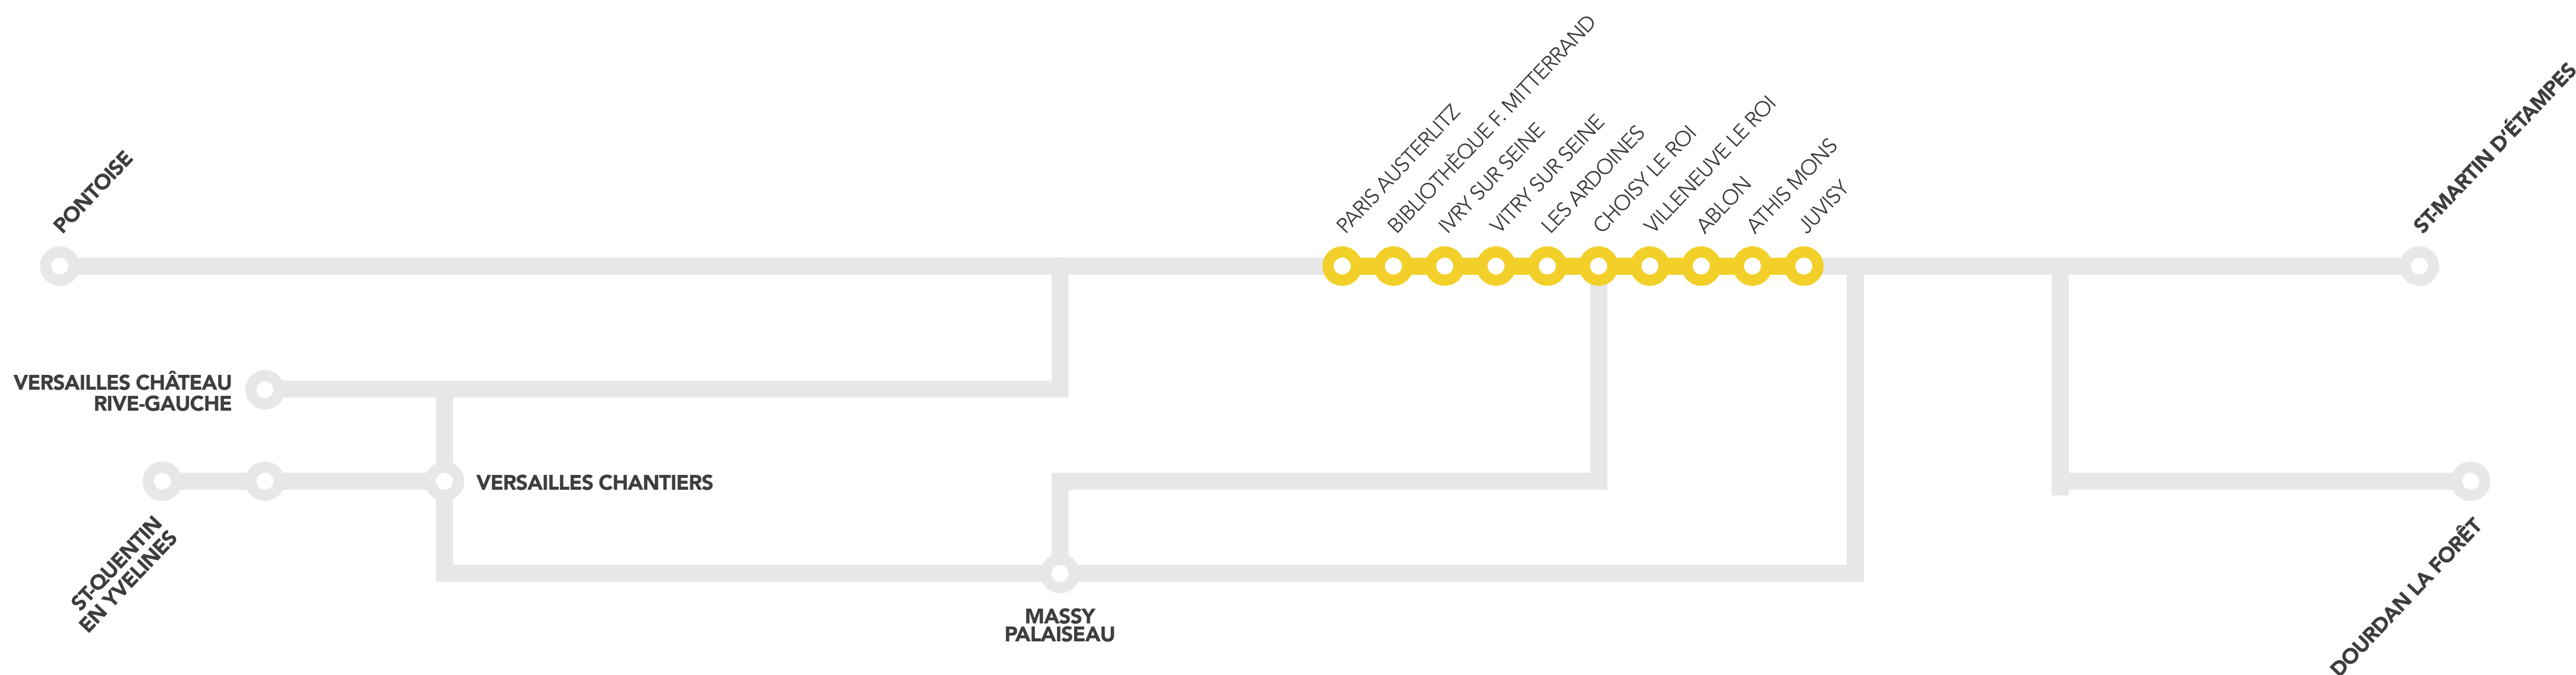 PONTOISE
PARIS AUSTERLITZ
BIBLIOTHÈQUE F. MITTERRAND
IVRY SUR SEINE
VITRY SUR SEINE
LES ARDOINES
CHOISY LE ROI
VILLENEUVE LE ROI
ABLON
ATHIS MONS
JUVISY
ST-MARTIN D'ÉTAMPES
VERSAILLES CHÂTEAU
RIVE-GAUCHE
VERSAILLES CHANTIERS
ST-QUENTIN
EN YVELINES
MASSY
PALAISEAU
DOURDAN LA FORÊT